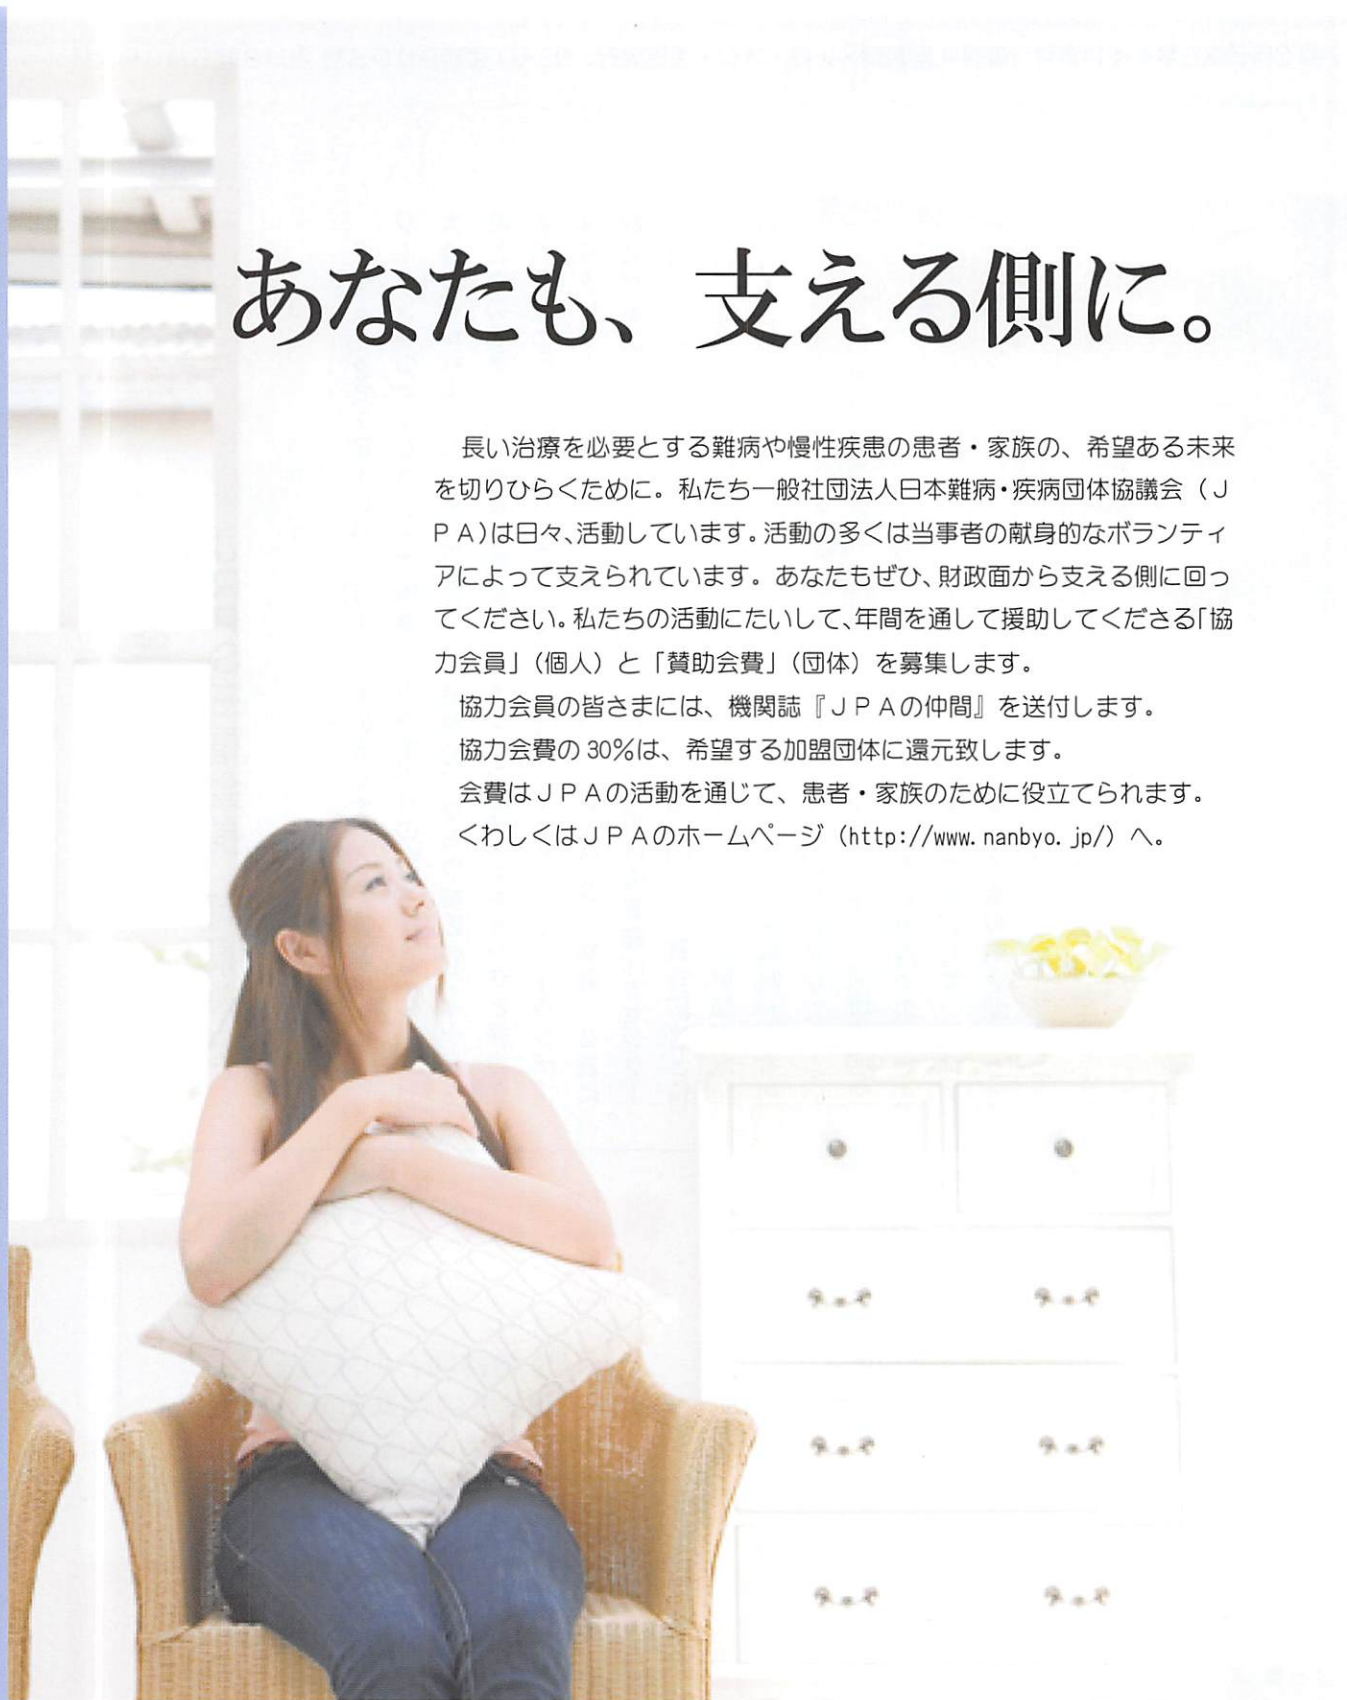 あなたも、支える側に。
長い治療を必要とする難病や慢性疾患の患者・家族の、希望ある未来
を切りひらくために。私たち一般社団法人日本難病・疾病団体協議会（Ｊ
ＰＡ）は日々、活動しています。活動の多くは当事者の献身的なボランティ
アによって支えられています。あなたもぜひ、財政面から支える側に回っ
てください。私たちの活動にたいして、年間を通して援助してくださる「協
力会員」（個人）と「賛助会費」（団体）を募集します。
協力会員の皆さまには、機関誌『ＪＰＡの仲間』を送付します。
協力会費の 30％は、希望する加盟団体に還元致します。
会費はＪＰＡの活動を通じて、患者・家族のために役立てられます。
くわしくはＪＰＡのホームページ（http://www.nanbyo.jp/）へ。